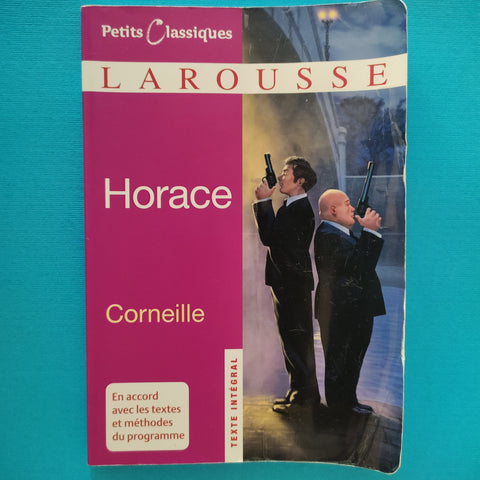 Petits Classiques
LAROUSSE
Horace
Corneille
En accord
avec les textes
et méthodes
du programme
TEXTE INTÉGRAL